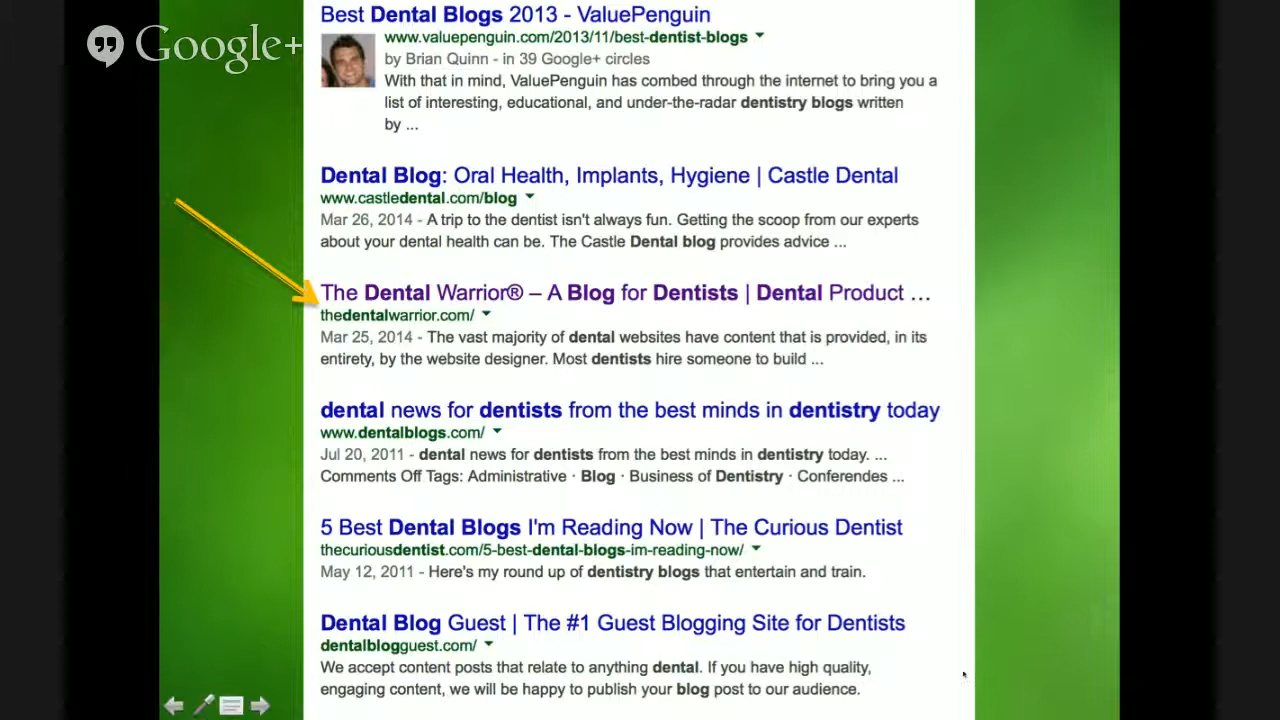 Google+
Best Dental Blogs 2013 - ValuePenguin
www.valuepenguin.com/2013/11/best-dentist-blogs
by Brian Quinn - in 39 Google+ circles
With that in mind, ValuePenguin has combed through the internet to bring you a
list of interesting, educational, and under-the-radar dentistry blogs written
by ...
Dental Blog: Oral Health, Implants, Hygiene | Castle Dental
www.castledental.com/blog
Mar 26, 2014 - A trip to the dentist isn't always fun. Getting the scoop from our experts
about your dental health can be. The Castle Dental blog provides advice ...
The Dental Warrior® – A Blog for Dentists | Dental Product ...
thedentalwarrior.com/
Mar 25, 2014 - The vast majority of dental websites have content that is provided, in its
entirety, by the website designer. Most dentists hire someone to build ...
dental news for dentists from the best minds in dentistry today
www.dentalblogs.com/
Jul 20, 2011 - dental news for dentists from the best minds in dentistry today. ...
Comments Off Tags: Administrative · Blog · Business of Dentistry · Conferendes ...
5 Best Dental Blogs I'm Reading Now | The Curious Dentist
thecuriousdentist.com/5-best-dental-blogs-im-reading-now/
May 12, 2011 - Here's my round up of dentistry blogs that entertain and train.
Dental Blog Guest | The #1 Guest Blogging Site for Dentists
dentalblogguest.com/
We accept content posts that relate to anything dental. If you have high quality,
engaging content, we will be happy to publish your blog post to our audience.